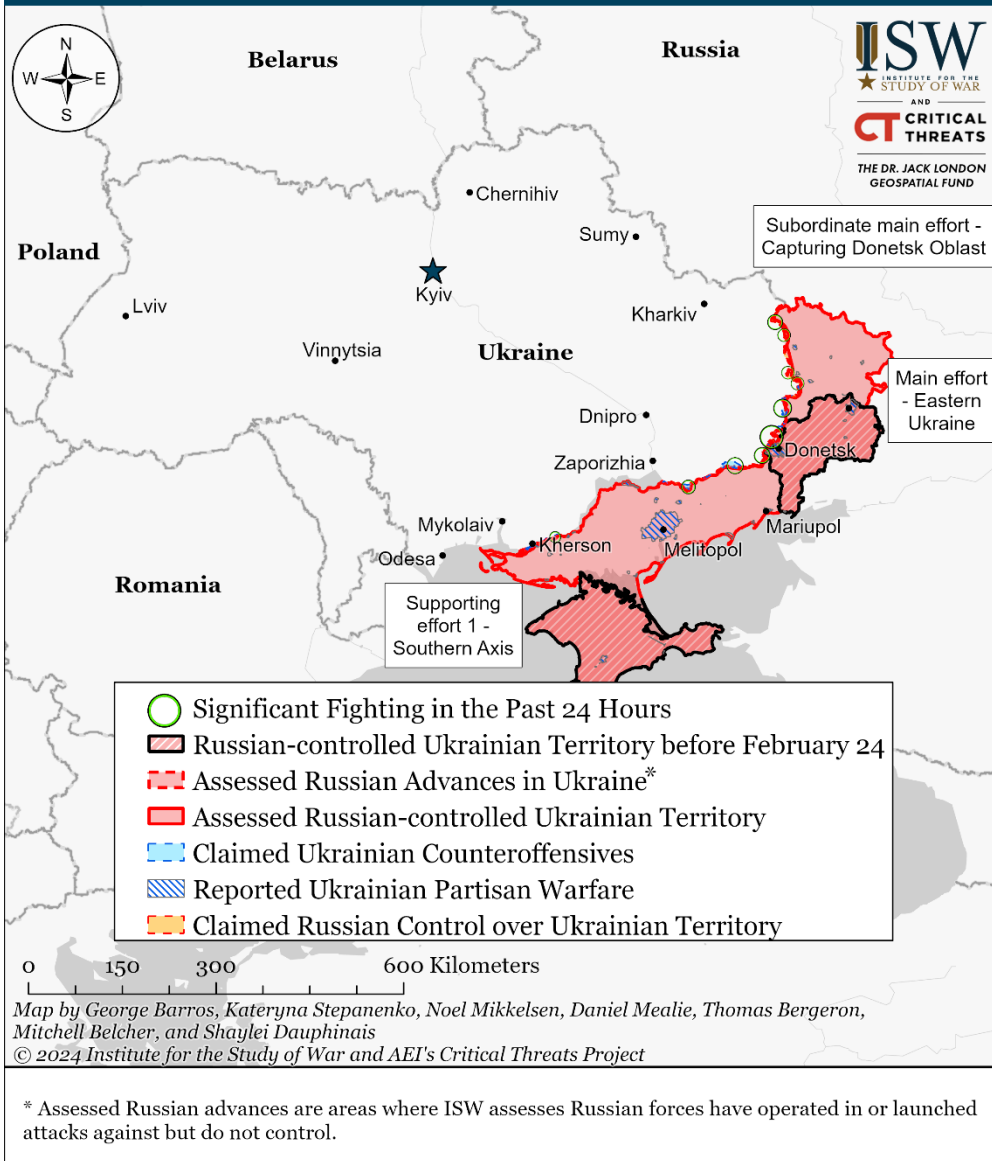 N
W E
S
Belarus
Russia
ISW
INSTITUTE FOR THE
STUDY OF WAR
AND
CT CRITICAL
THREATS
THE DR. JACK LONDON
GEOSPATIAL FUND
Chernihiv
Sumy
Subordinate main effort -
Capturing Donetsk Oblast
Poland
Kyiv
Lviv
Kharkiv
Vinnytsia
Ukraine
Main effort
- Eastern
Ukraine
Dnipro
Donetsk
Zaporizhia
Mykolaiv
Mariupol
Kherson
Melitopol
Odesa
Romania
Supporting
effort 1 -
Southern Axis
Significant Fighting in the Past 24 Hours
Russian-controlled Ukrainian Territory before February 24
Assessed Russian Advances in Ukraine*
Assessed Russian-controlled Ukrainian Territory
Claimed Ukrainian Counteroffensives
Reported Ukrainian Partisan Warfare
Claimed Russian Control over Ukrainian Territory
0 150 300 600 Kilometers
Map by George Barros, Kateryna Stepanenko, Noel Mikkelsen, Daniel Mealie, Thomas Bergeron,
Mitchell Belcher, and Shaylei Dauphinais
© 2024 Institute for the Study of War and AEI's Critical Threats Project
* Assessed Russian advances are areas where ISW assesses Russian forces have operated in or launched
attacks against but do not control.